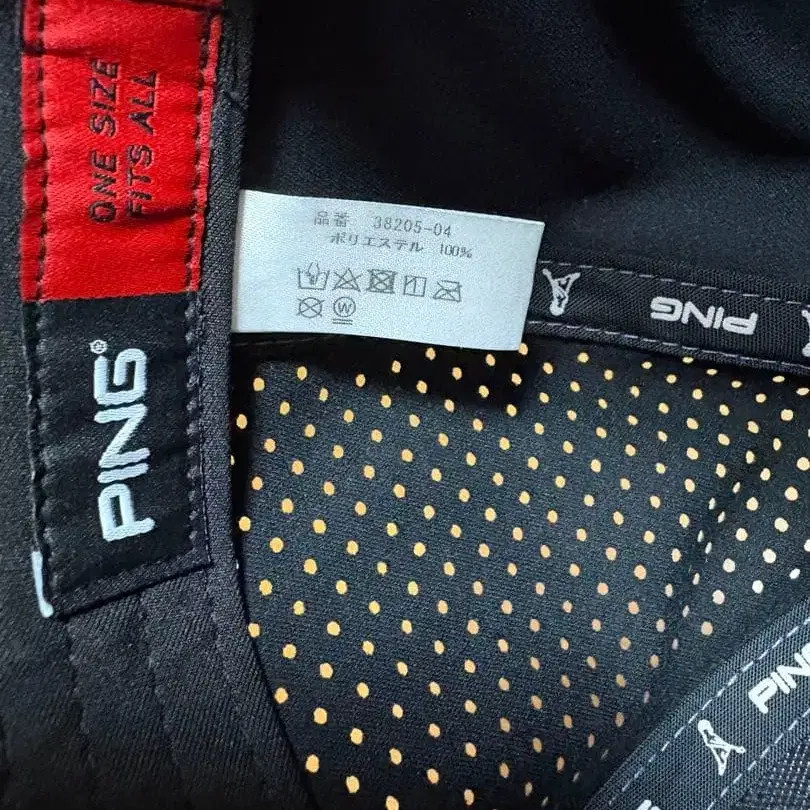 ONE SIZE
FITS ALL
PING®
品番 38205-04
ポリエステル 100%
W
PING
PING